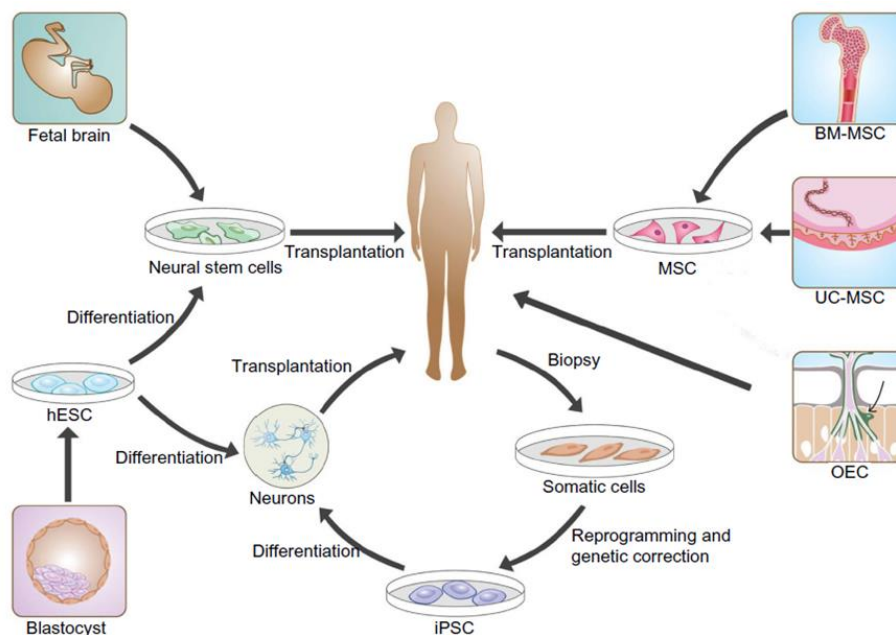 Fetal brain
BM-MSC
Neural stem cells
Transplantation
Transplantation
MSC
UC-MSC
Differentiation
Transplantation
Biopsy
hESC
Differentiation
Neurons
Somatic cells
OEC
Differentiation
Reprogramming and
genetic correction
Blastocyst
iPSC